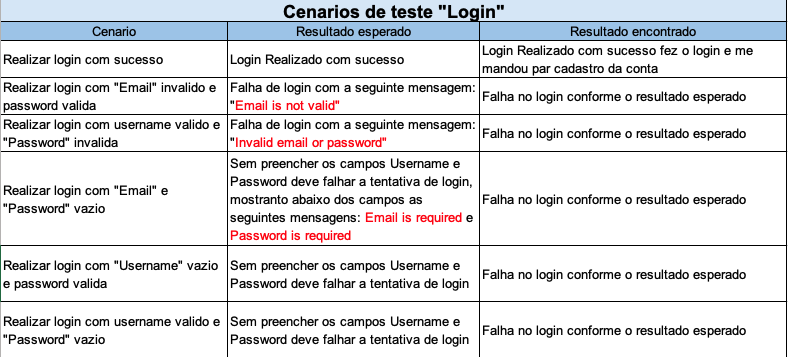 Cenarios de teste "Login"
Cenario
Resultado esperado
Resultado encontrado
Realizar login com sucesso
Login Realizado com sucesso
Login Realizado com sucesso fez o login e me
mandou par cadastro da conta
Realizar login com "Email" invalido e
password valida
Falha de login com a seguinte mensagem:
"Email is not valid"
Falha no login conforme o resultado esperado
Realizar login com username valido e
"Password" invalida
Falha de login com a seguinte mensagem:
"Invalid email or password"
Falha no login conforme o resultado esperado
Realizar login com "Email" e
"Password" vazio
Sem preencher os campos Username e
Password deve falhar a tentativa de login,
mostranto abaixo dos campos as
seguintes mensagens: Email is required e
Password is required
Falha no login conforme o resultado esperado
Realizar login com "Username" vazio
e password valida
Sem preencher os campos Username e
Password deve falhar a tentativa de login
Falha no login conforme o resultado esperado
Realizar login com username valido e
"Password" vazio
Sem preencher os campos Username e
Password deve falhar a tentativa de login
Falha no login conforme o resultado esperado